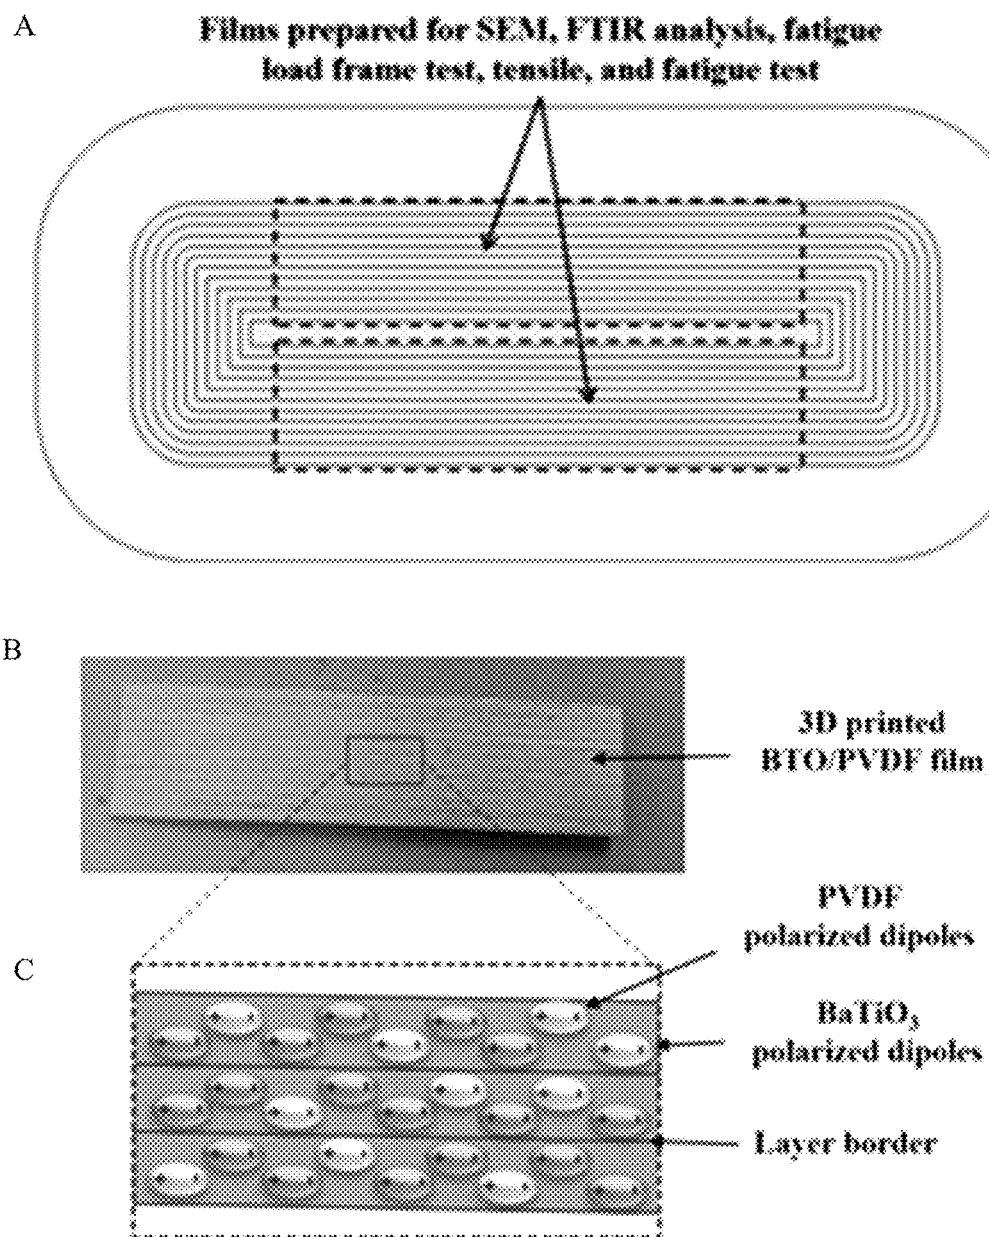 A
Films prepared for SEM, FTIR analysis, fatigue
load frame test, tensile, and fatigue test
B
3D printed
BTO/PVDF film
PVDF
polarized dipoles
C
BaTiO₃
polarized dipoles
Layer border